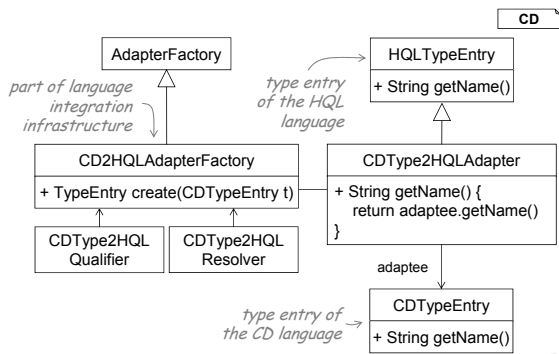 CD
AdapterFactory
HQLTypeEntry
+ String getName()
part of language
integration
infrastructure
type entry
of the HQL
language
CD2HQLAdapterFactory
+ TypeEntry create(CDTypeEntry t)
CDType2HQLAdapter
+ String getName() {
return adaptee.getName()
}
CDType2HQL
Qualifier
CDType2HQL
Resolver
adaptee
type entry of
the CD language
CDTypeEntry
+ String getName()